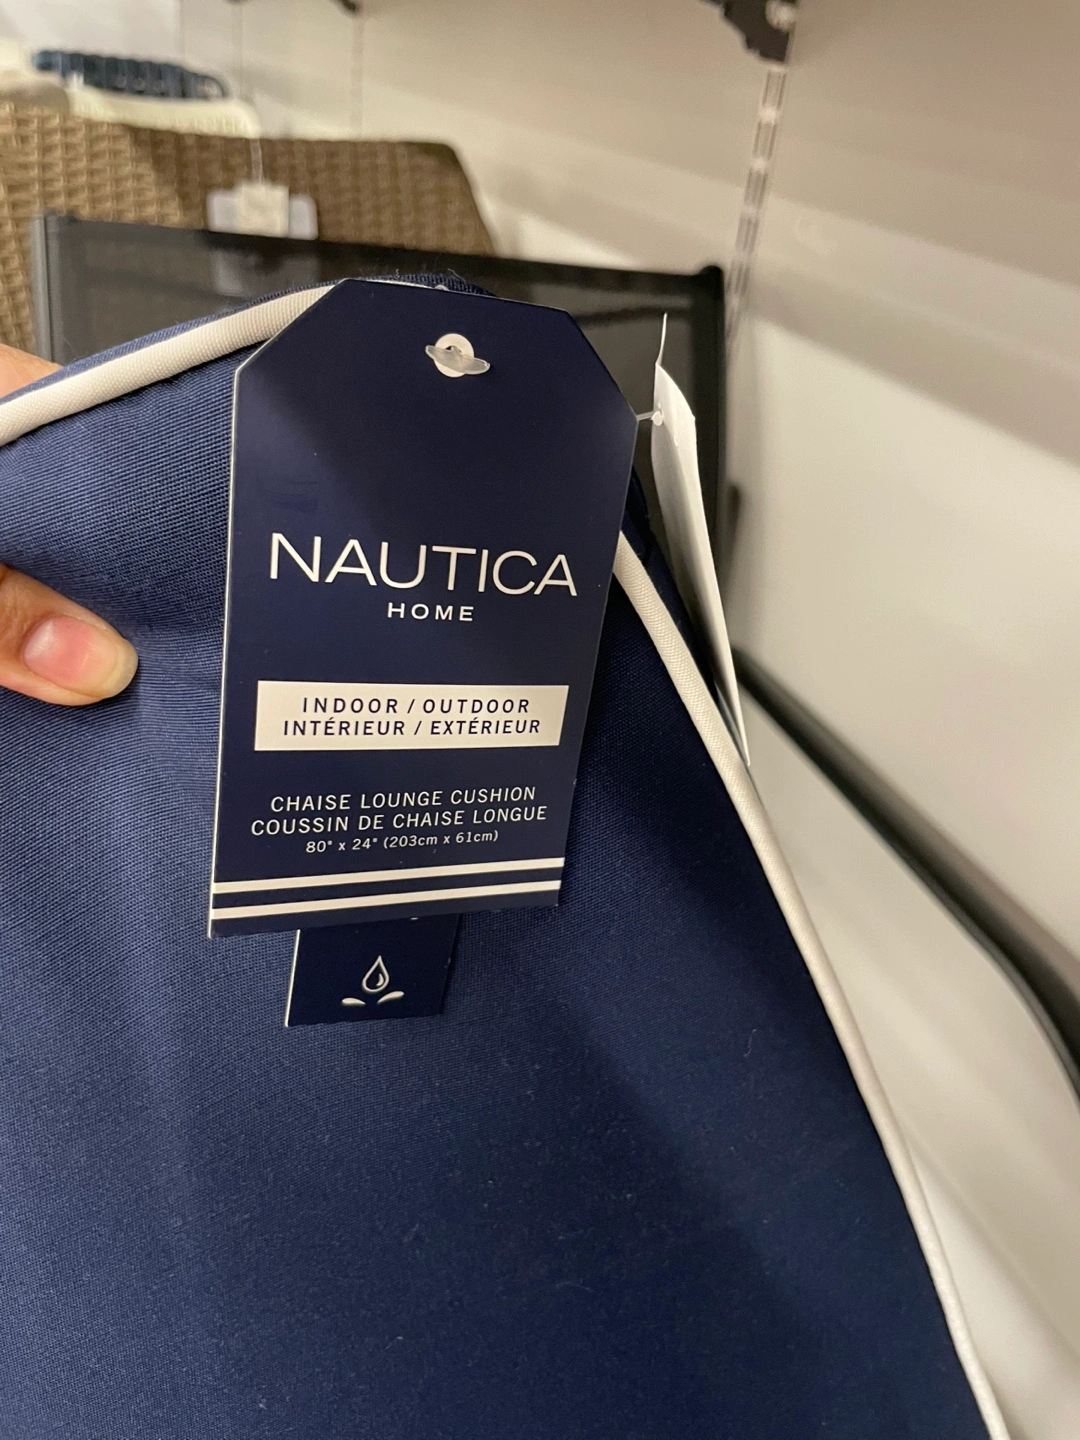 NAUTICA
HOME
INDOOR / OUTDOOR
INTÉRIEUR / EXTÉRIEUR
CHAISE LOUNGE CUSHION
COUSSIN DE CHAISE LONGUE
80" x 24" (203cm x 61cm)